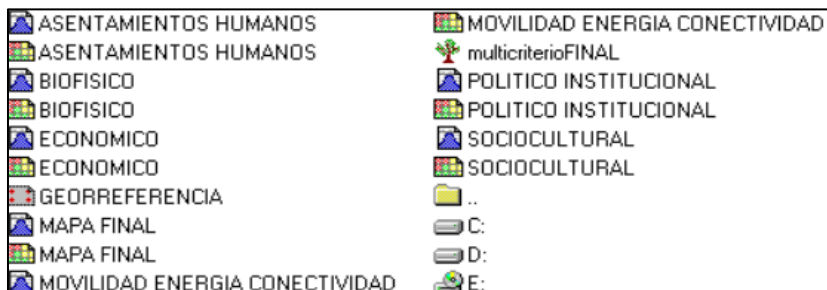 ASENTAMIENTOS HUMANOS
ASENTAMIENTOS HUMANOS
BIOFISICO
BIOFISICO
ECONOMICO
ECONOMICO
GEORREFERENCIA
MAPA FINAL
MAPA FINAL
MOVILIDAD ENERGIA CONECTIVIDAD
MOVILIDAD ENERGIA CONECTIVIDAD
multicriterioFINAL
POLITICO INSTITUCIONAL
POLITICO INSTITUCIONAL
SOCIOCULTURAL
SOCIOCULTURAL
..
C:
D:
E: